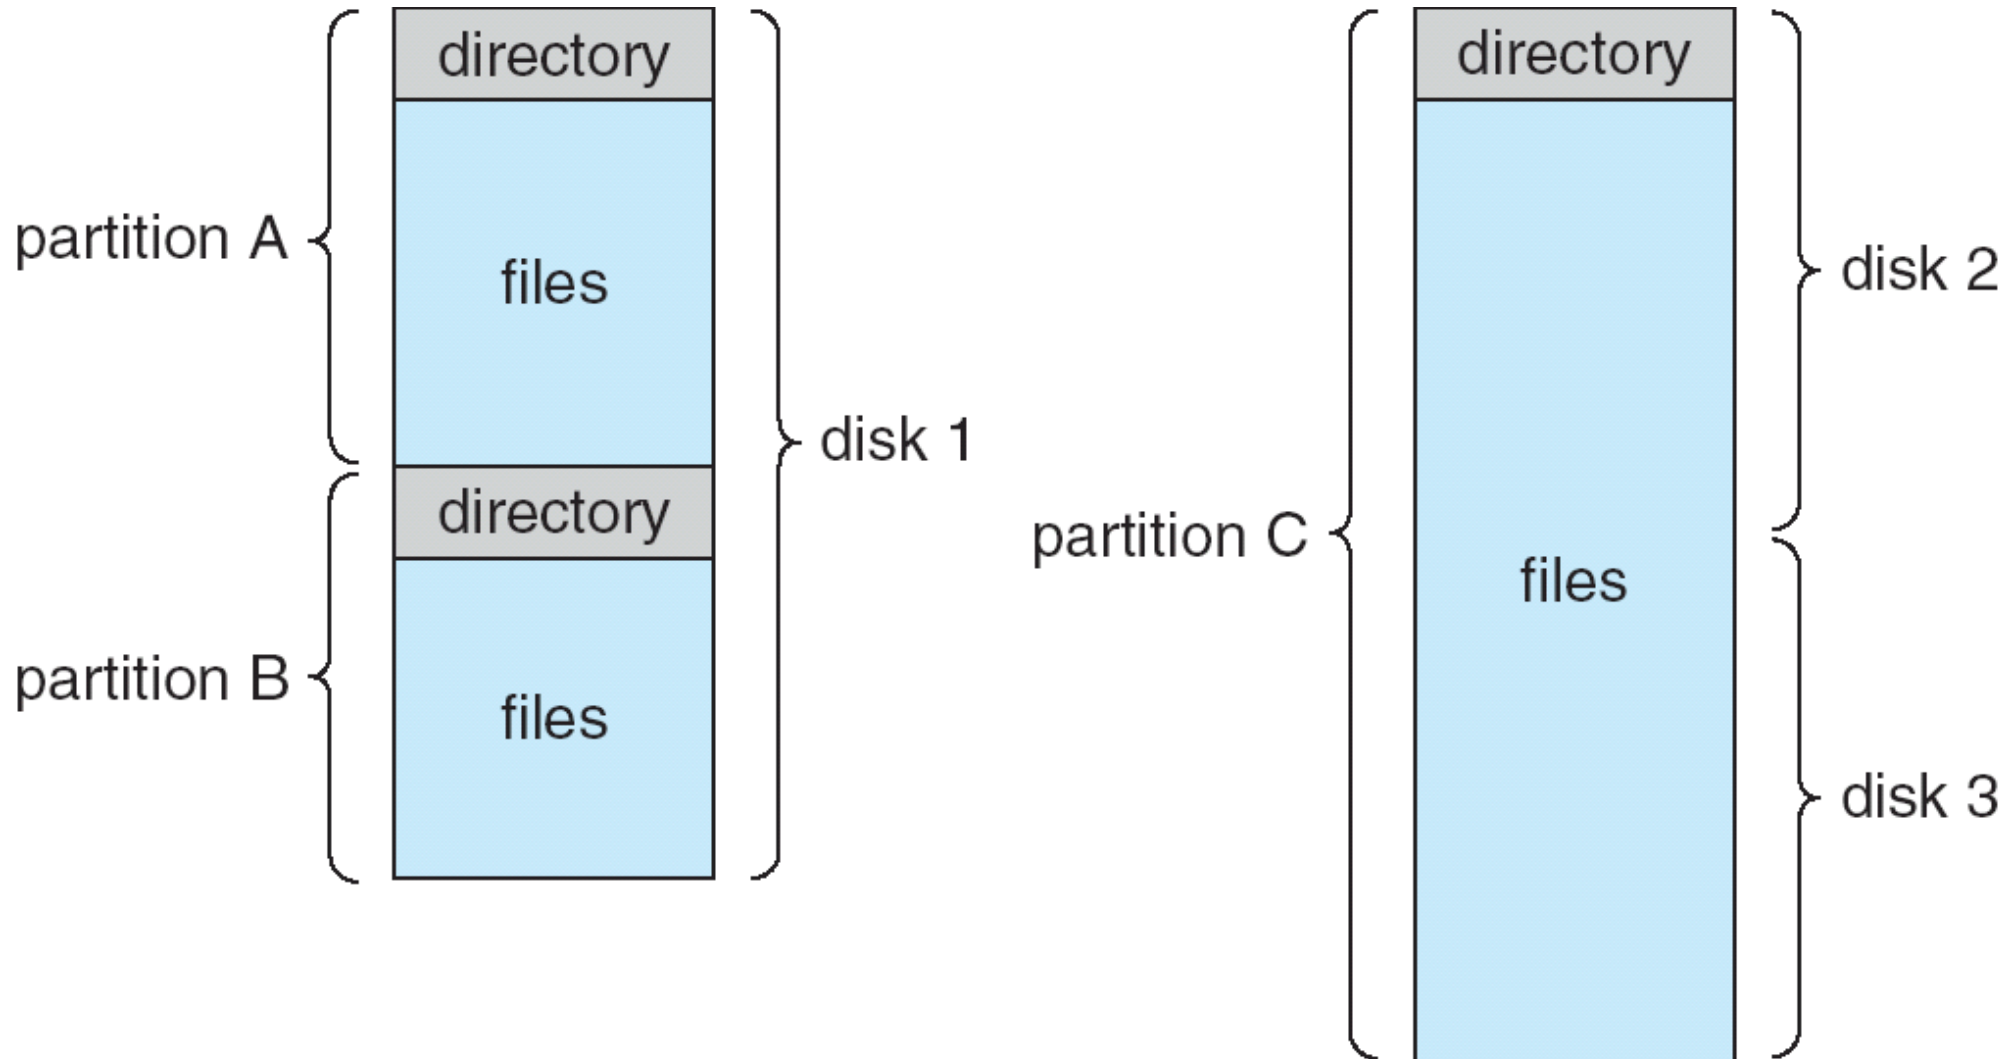 directory
partition A
files
disk 1
directory
partition B
files
directory
disk 2
partition C
files
disk 3